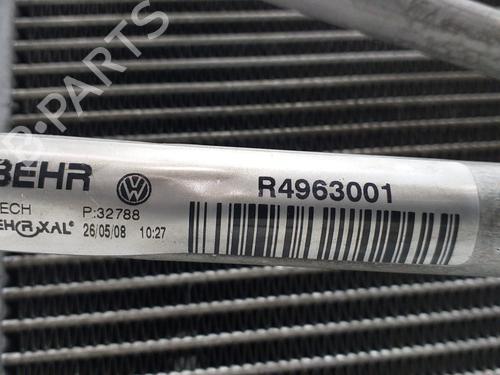 BEHR R4963001
ECH P:32788
26/05/08 10:27
B-PARTS